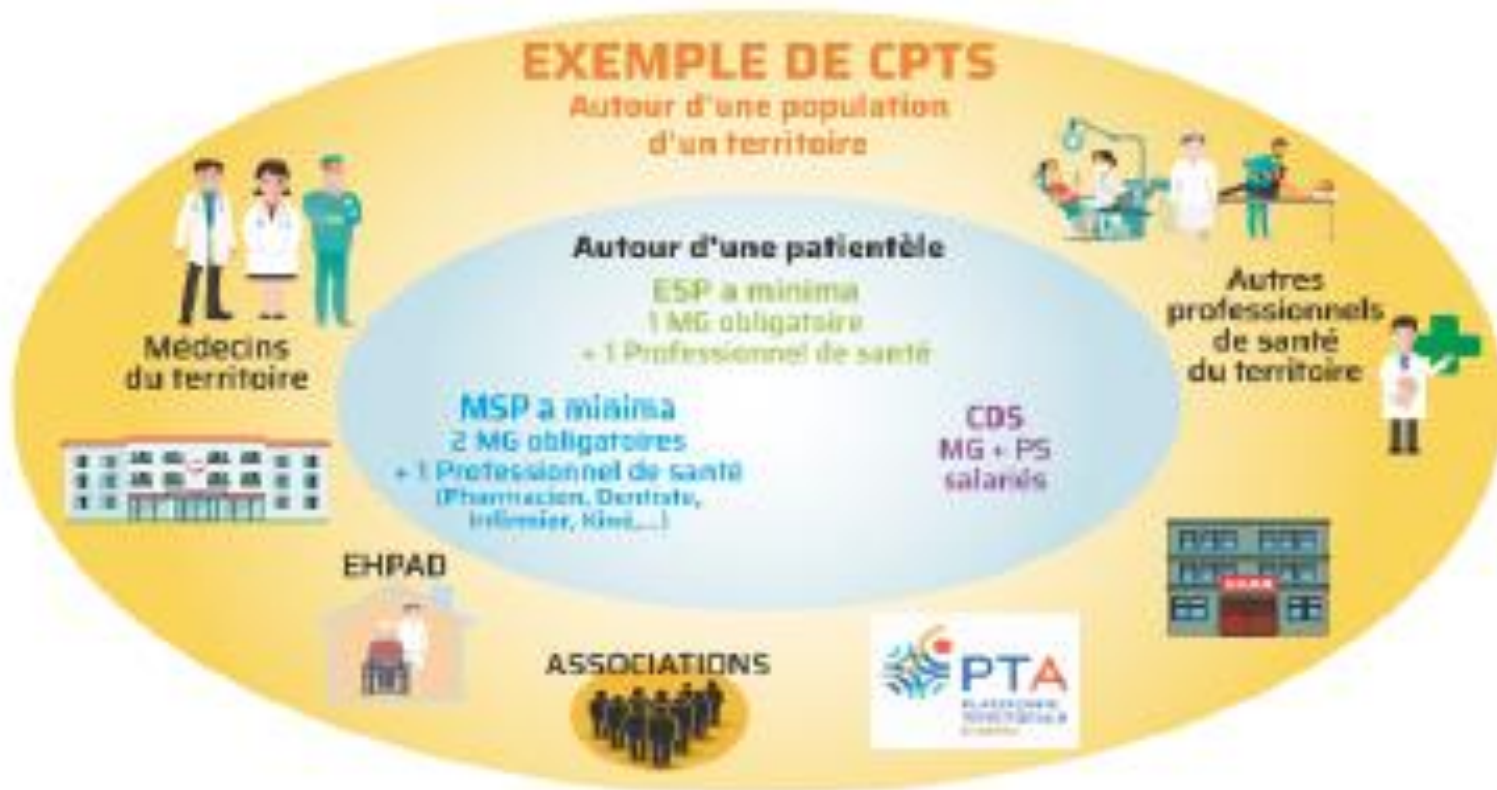 EXEMPLE DE CPTS
Autour d'une population
d'un territoire
Autour d'une patientèle
ESP a minima
1 MG obligatoire
+ 1 Professionnel de santé
Médecins
du territoire
Autres
professionnels
de santé
du territoire
MSP a minima
2 MG obligatoires
+ 1 Professionnel de santé
(Pharmacien, Dentiste,
Infirmier, Kiné,...)
CDS
MG + PS
salariés
EHPAD
ASSOCIATIONS
PTA
PLATEFORME
TERRITORIALE